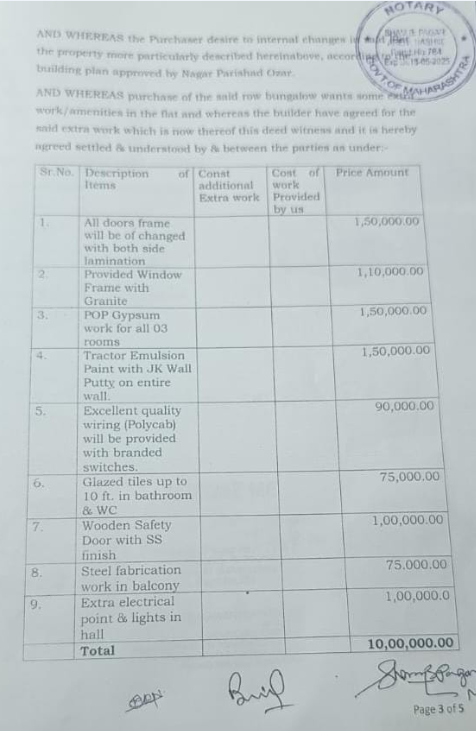 NOTARY
AND WHEREAS the Purchaser desire to internal changes in
the property more particularly described hereinabove, according to the
building plan approved by Nagar Parishad Ozar.
GOVT. OF MAHARASHTRA
AND WHEREAS purchase of the said row bungalow wants some extra
work/amenities in the flat and whereas the builder have agreed for the
said extra work which is now thereof this deed witness and it is hereby
agreed settled & understood by & between the parties as under:-
Sr.No. Description of Items Const additional Extra work Cost of work Provided by us Price Amount
1. All doors frame 1,50,000.00
will be of changed
with both side
lamination
2. Provided Window 1,10,000.00
Frame with
Granite
3. POP Gypsum 1,50,000.00
work for all 03
rooms
4. Tractor Emulsion 1,50,000.00
Paint with JK Wall
Putty on entire
wall.
5. Excellent quality 90,000.00
wiring (Polycab)
will be provided
with branded
switches.
6. Glazed tiles up to 75,000.00
10 ft. in bathroom
& WC
7. Wooden Safety 1,00,000.00
Door with SS
finish
8. Steel fabrication 75.000.00
work in balcony
9. Extra electrical 1,00,000.0
point & lights in
hall
Total 10,00,000.00
Page 3 of 5